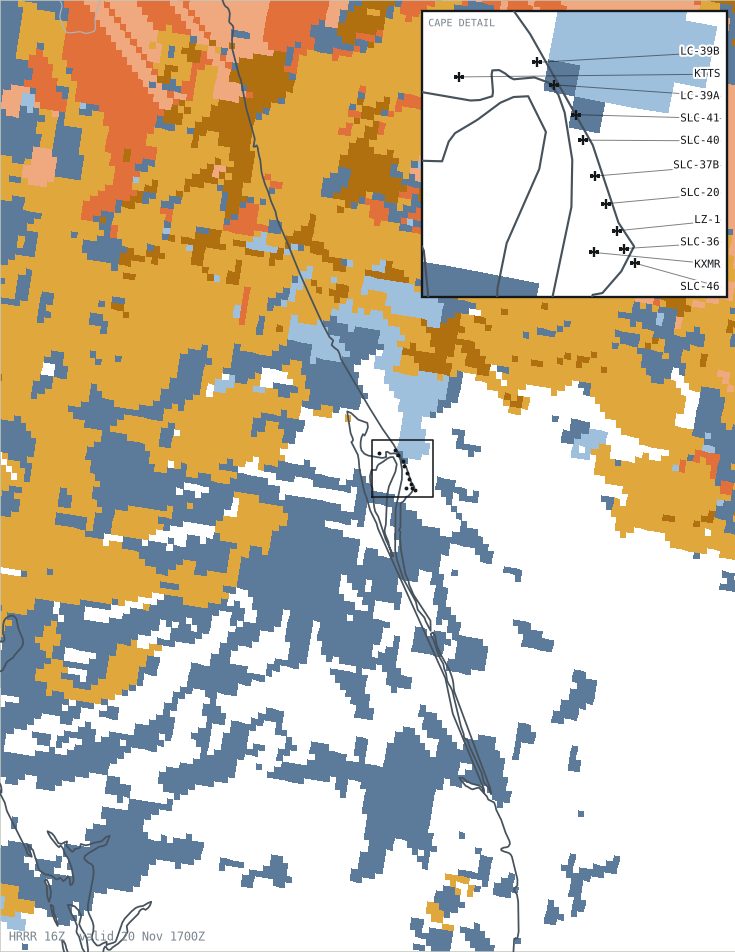 CAPE DETAIL
LC-39B
KTTS
LC-39A
SLC-41
SLC-40
SLC-37B
SLC-20
LZ-1
SLC-36
KXMR
SLC-46
HRRR 16Z valid 20 Nov 1700Z